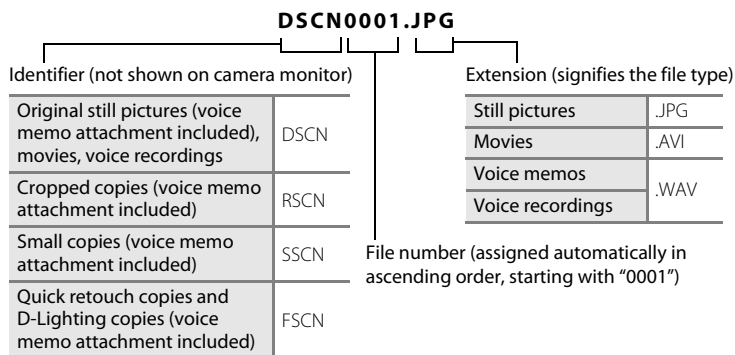 DSCN0001.JPG
Identifier (not shown on camera monitor)
Original still pictures (voice
memo attachment included),
movies, voice recordings
DSCN
Cropped copies (voice memo
attachment included)
RSCN
Small copies (voice memo
attachment included)
SSCN
Quick retouch copies and
D-Lighting copies (voice
memo attachment included)
FSCN
Extension (signifies the file type)
Still pictures
.JPG
Movies
.AVI
Voice memos
Voice recordings
.WAV
File number (assigned automatically in
ascending order, starting with “0001”)